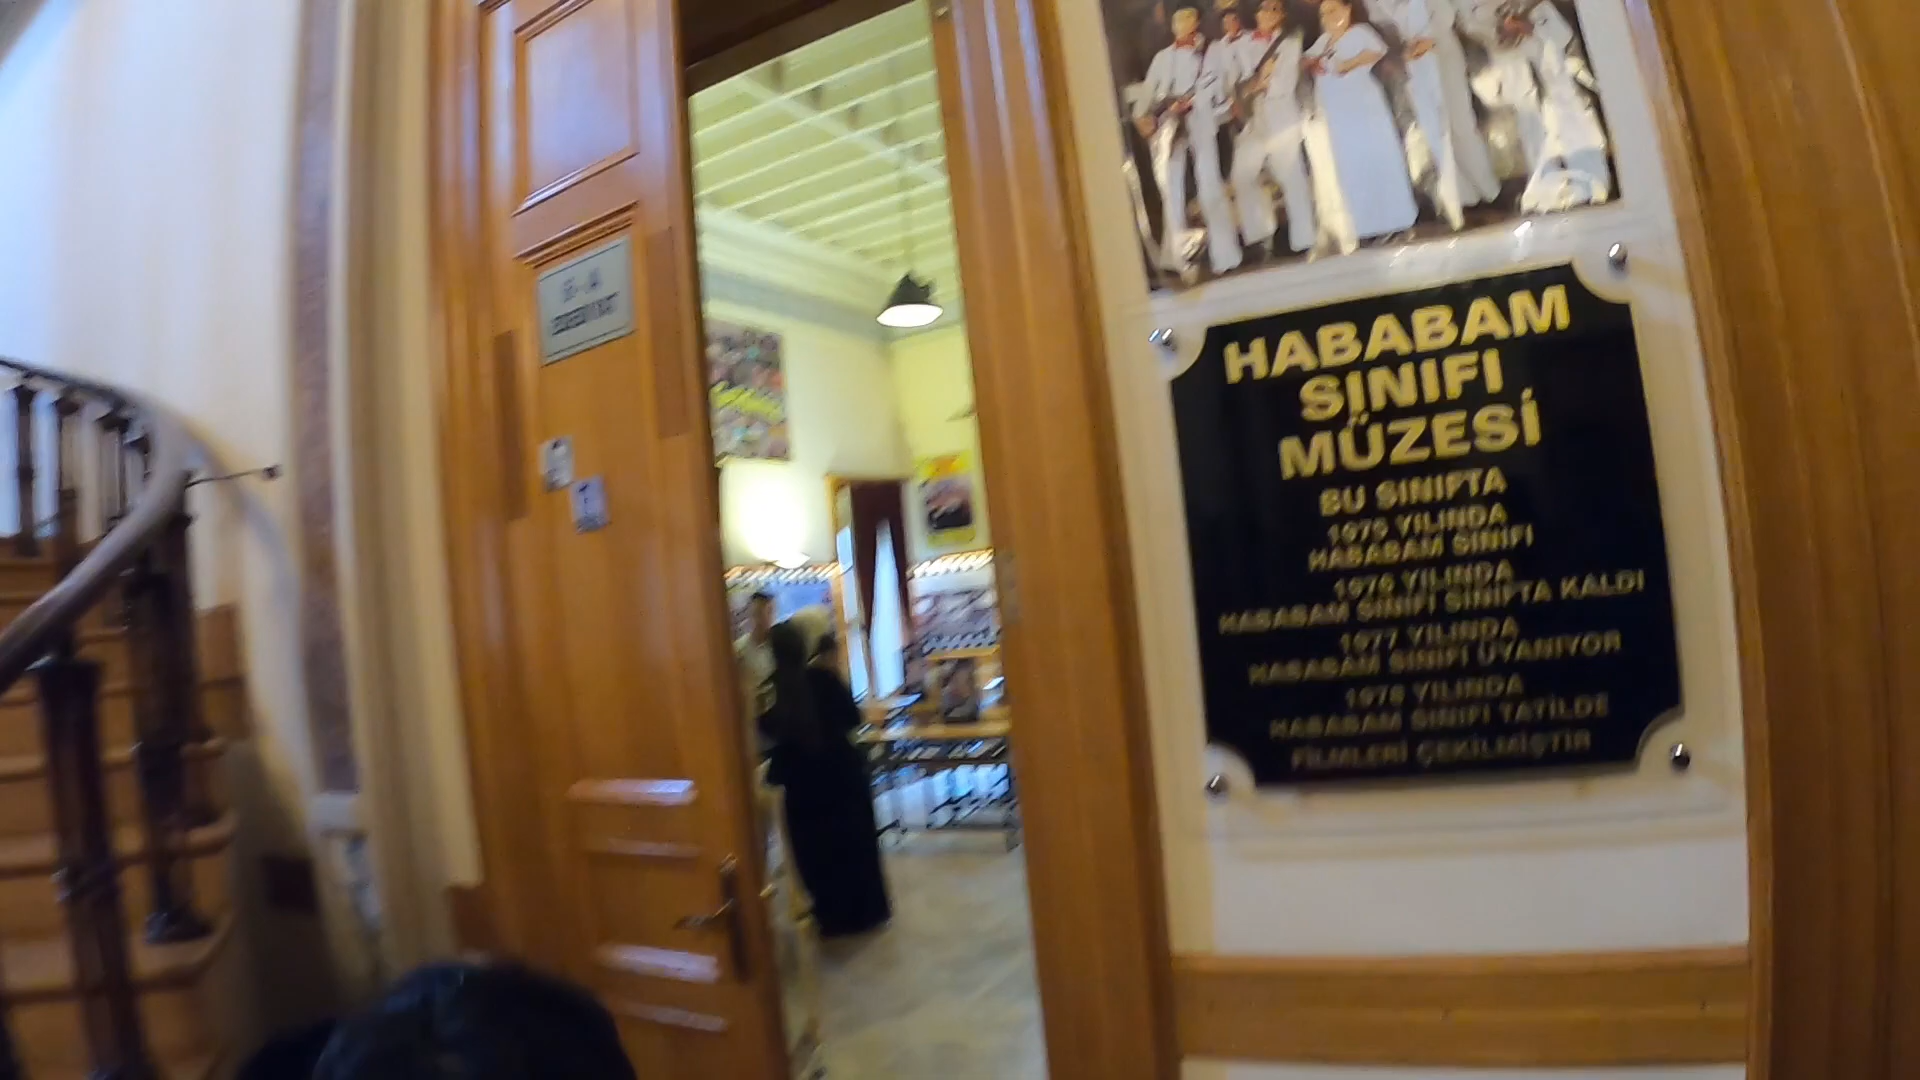 HABABAM
SINIFI
MÜZESİ
BU SINIFTA
1975 YILINDA
HABABAM SINIFI
1976 YILINDA
HABABAM SINIFI SINIFTA KALDI
1977 YILINDA
HABABAM SINIFI UYANIYOR
1978 YILINDA
HABABAM SINIFI TATİLDE
FİLMLERİ ÇEKİLMİŞTİR